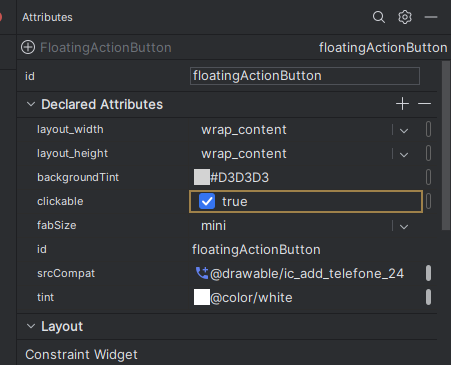 Attributes
FloatingActionButton floatingActionButton
id floatingActionButton
Declared Attributes
layout_width wrap_content
layout_height wrap_content
backgroundTint #D3D3D3
clickable true
fabSize mini
id floatingActionButton
srcCompat @drawable/ic_add_telefone_24
tint @color/white
Layout
Constraint Widget